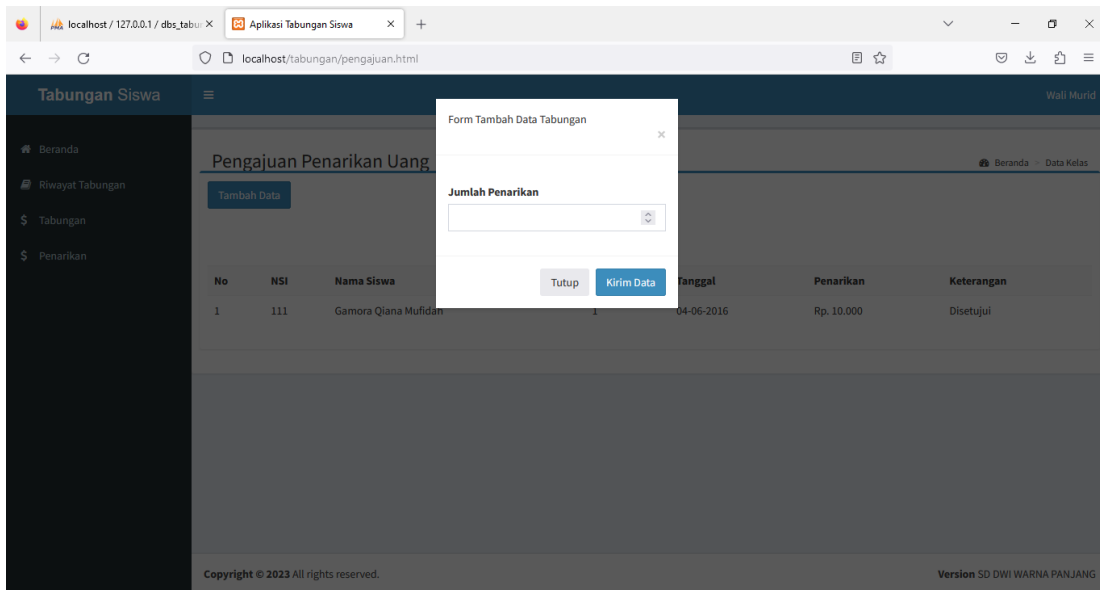 localhost / 127.0.0.1 / dbs_tabu
Aplikasi Tabungan Siswa
localhost/tabungan/pengajuan.html
Tabungan Siswa
Wali Murid
Beranda
Riwayat Tabungan
Tabungan
Penarikan
Pengajuan Penarikan Uang
Beranda > Data Kelas
Tambah Data
Form Tambah Data Tabungan
×
Jumlah Penarikan
Tutup
Kirim Data
No NSI Nama Siswa Tanggal Penarikan Keterangan
1 111 Gamora Qiana Mufidah 1 04-06-2016 Rp. 10.000 Disetujui
Copyright © 2023 All rights reserved.
Version SD DWI WARNA PANJANG